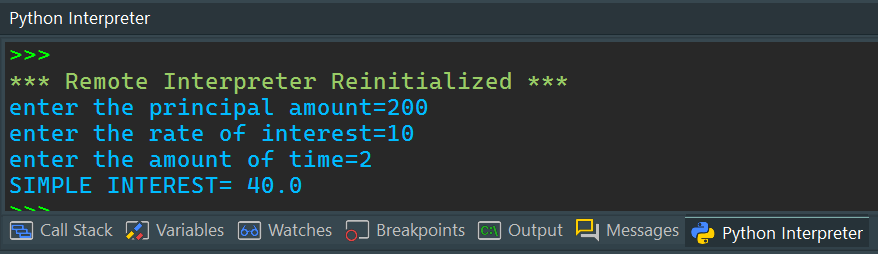 Python Interpreter
>>>
*** Remote Interpreter Reinitialized ***
enter the principal amount=200
enter the rate of interest=10
enter the amount of time=2
SIMPLE INTEREST= 40.0
>>>
Call Stack Variables Watches Breakpoints C:\ Output Messages Python Interpreter